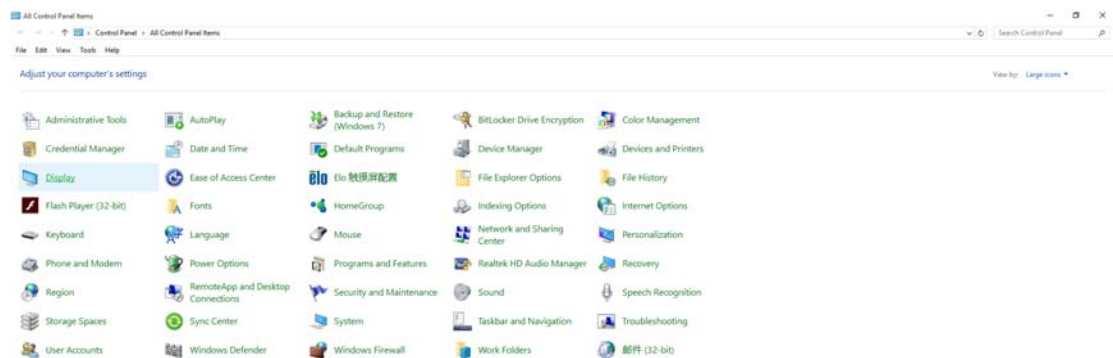 All Control Panel Items
Control Panel › All Control Panel Items
Search Control Panel
File Edit View Tools Help
Adjust your computer's settings
View by: Large icons
Administrative Tools
AutoPlay
Backup and Restore
(Windows 7)
BitLocker Drive Encryption
Color Management
Credential Manager
Date and Time
Default Programs
Device Manager
Devices and Printers
Display
Ease of Access Center
elo
Elo 触摸屏配置
File Explorer Options
File History
Flash Player (32-bit)
Fonts
HomeGroup
Indexing Options
Internet Options
Keyboard
Language
Mouse
Network and Sharing
Center
Personalization
Phone and Modem
Power Options
Programs and Features
Realtek HD Audio Manager
Recovery
Region
RemoteApp and Desktop
Connections
Security and Maintenance
Sound
Speech Recognition
Storage Spaces
Sync Center
System
Taskbar and Navigation
Troubleshooting
User Accounts
Windows Defender
Windows Firewall
Work Folders
邮件 (32-bit)